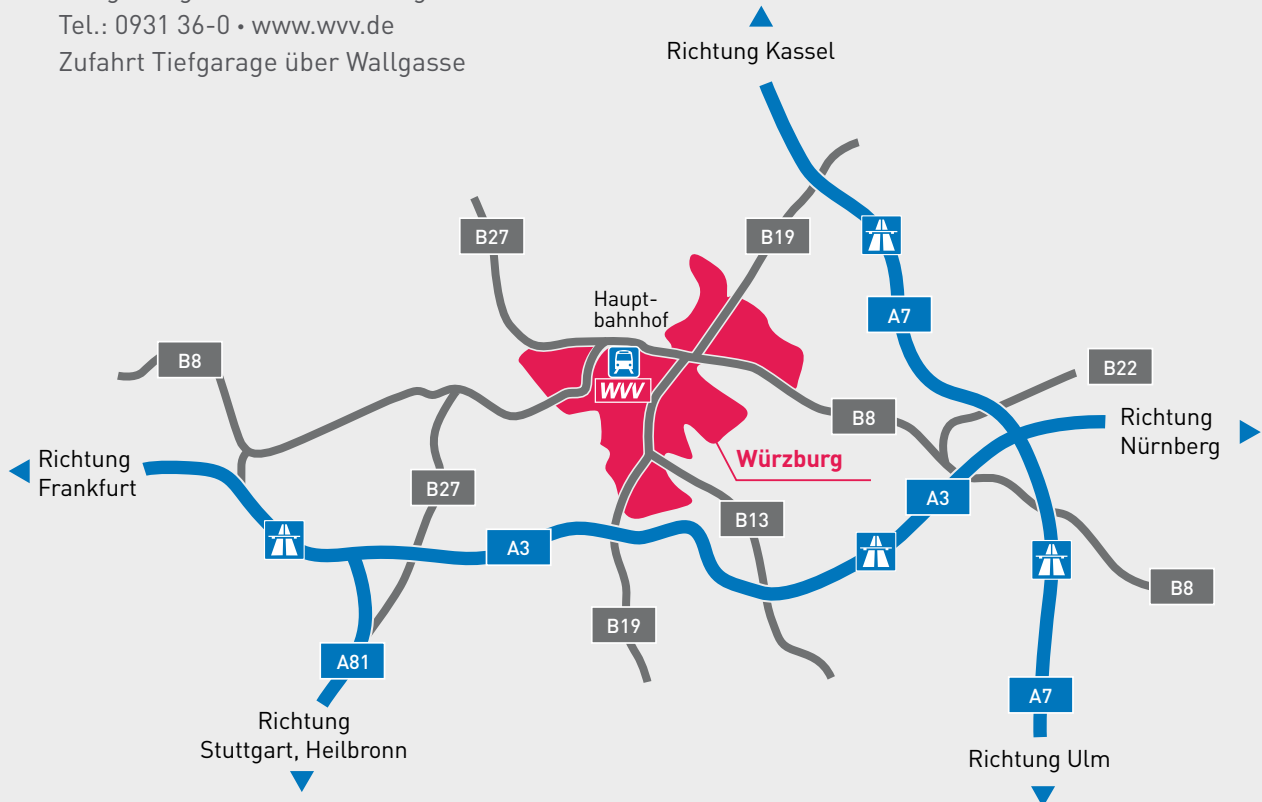 Tel.: 0931 36-0 • www.wvv.de
Zufahrt Tiefgarage über Wallgasse
Richtung Kassel
B27
B19
Haupt-
bahnhof
A7
B8
B22
WVV
B8
Richtung
Nürnberg
Würzburg
Richtung
Frankfurt
B27
A3
B13
A3
B8
B19
A81
A7
Richtung
Stuttgart, Heilbronn
Richtung Ulm